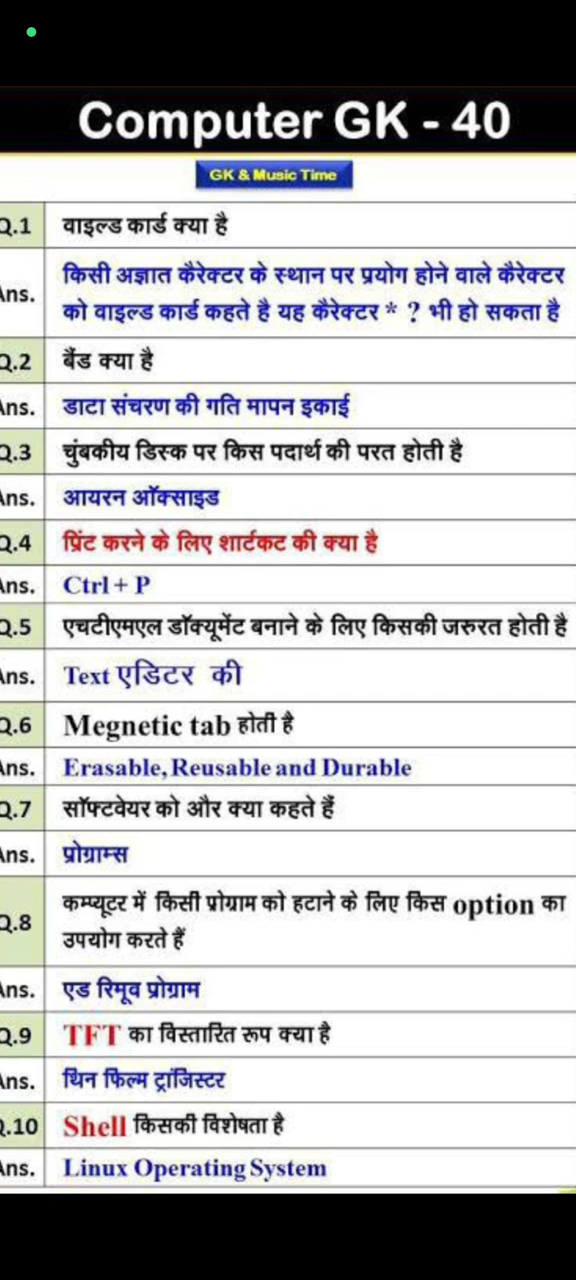 Computer GK - 40
GK & Music Time
Q.1 वाइल्ड कार्ड क्या है
Ans. किसी अज्ञात कैरेक्टर के स्थान पर प्रयोग होने वाले कैरेक्टर
को वाइल्ड कार्ड कहते है यह कैरेक्टर * ? भी हो सकता है
Q.2 बैंड क्या है
Ans. डाटा संचरण की गति मापन इकाई
Q.3 चुंबकीय डिस्क पर किस पदार्थ की परत होती है
Ans. आयरन ऑक्साइड
Q.4 प्रिंट करने के लिए शार्टकट की क्या है
Ans. Ctrl + P
Q.5 एचटीएमएल डॉक्यूमेंट बनाने के लिए किसकी जरुरत होती है
Ans. Text एडिटर की
Q.6 Megnetic tab होती है
Ans. Erasable, Reusable and Durable
Q.7 सॉफ्टवेयर को और क्या कहते हैं
Ans. प्रोग्राम्स
Q.8 कम्प्यूटर में किसी प्रोग्राम को हटाने के लिए किस option का
उपयोग करते हैं
Ans. एड रिमूव प्रोग्राम
Q.9 TFT का विस्तारित रूप क्या है
Ans. थिन फिल्म ट्रांजिस्टर
Q.10 Shell किसकी विशेषता है
Ans. Linux Operating System